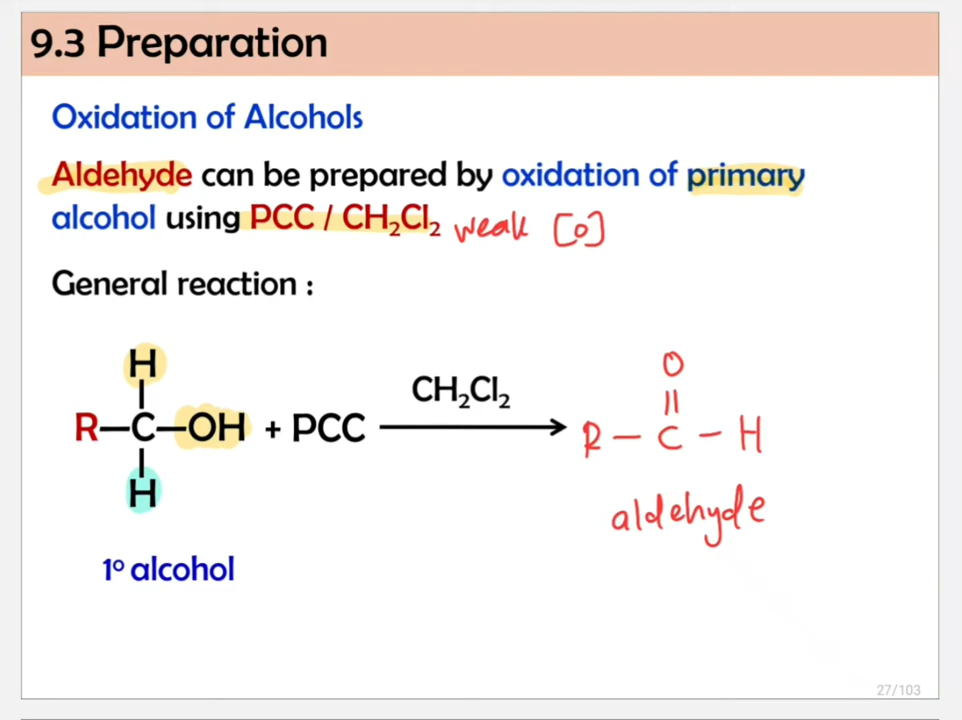 9.3 Preparation
Oxidation of Alcohols
Aldehyde can be prepared by oxidation of primary
alcohol using PCC / CH₂Cl₂ weak [O]
General reaction :
H
CH₂Cl₂
O
R—C—OH + PCC
R — C — H
H
aldehyde
1° alcohol
27/103